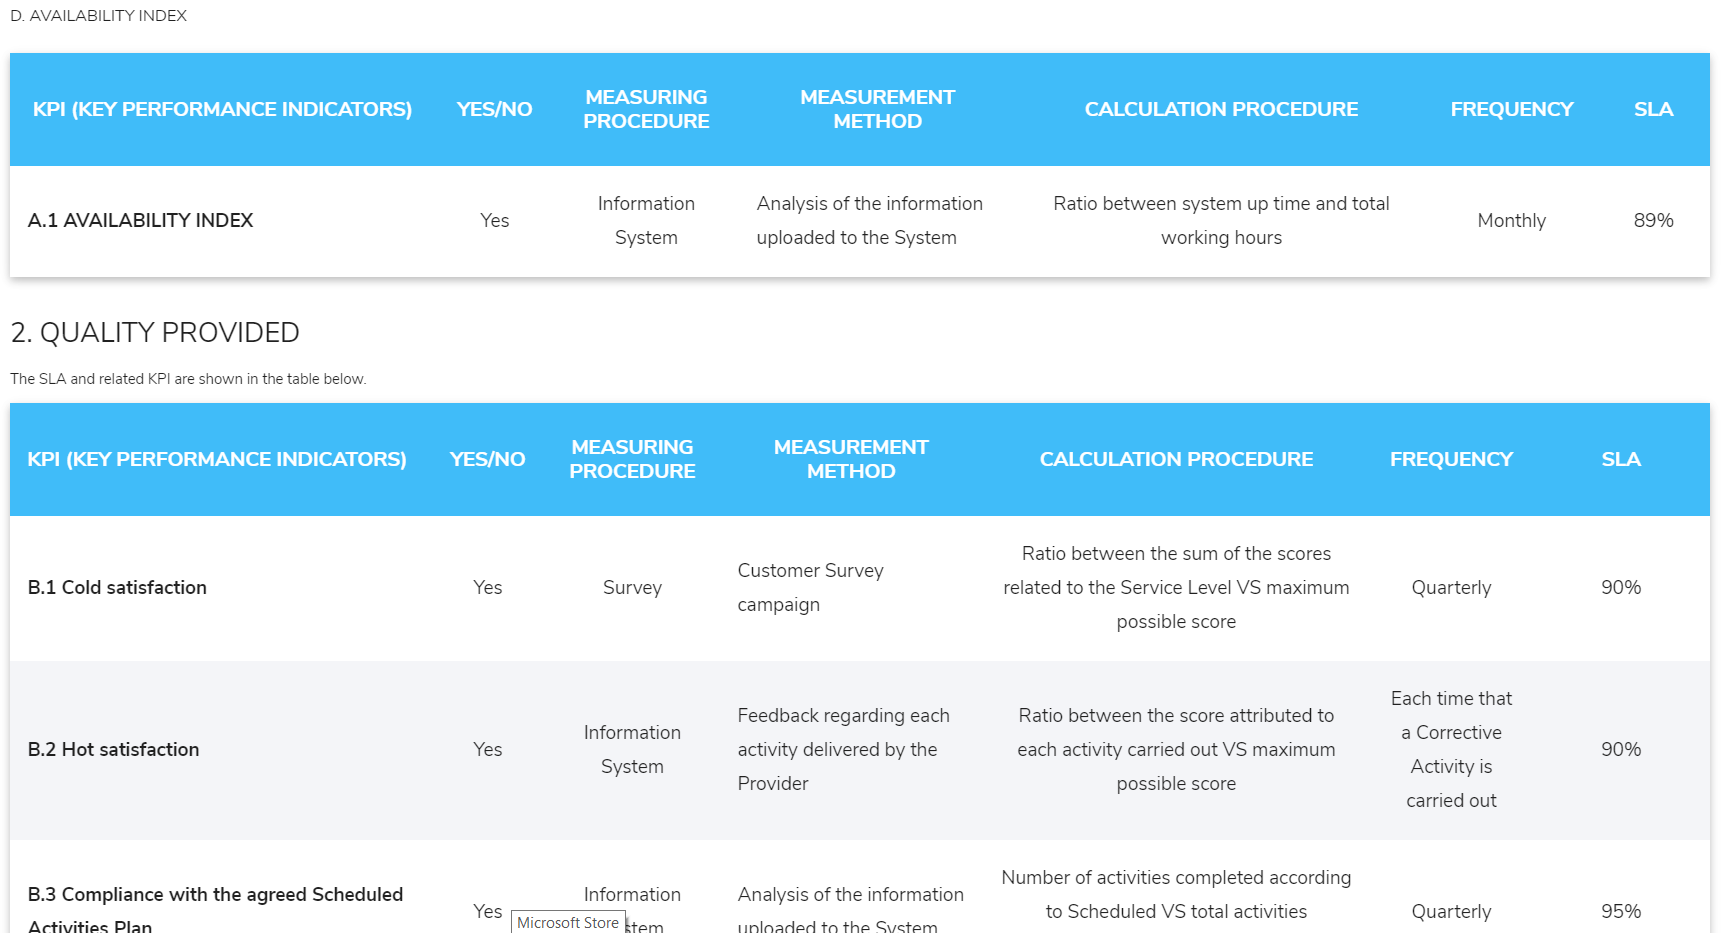 D. AVAILABILITY INDEX
KPI (KEY PERFORMANCE INDICATORS)
YES/NO
MEASURING
PROCEDURE
MEASUREMENT
METHOD
CALCULATION PROCEDURE
FREQUENCY
SLA
A.1 AVAILABILITY INDEX
Yes
Information
System
Analysis of the information
uploaded to the System
Ratio between system up time and total
working hours
Monthly
89%
2. QUALITY PROVIDED
The SLA and related KPI are shown in the table below.
KPI (KEY PERFORMANCE INDICATORS)
YES/NO
MEASURING
PROCEDURE
MEASUREMENT
METHOD
CALCULATION PROCEDURE
FREQUENCY
SLA
B.1 Cold satisfaction
Yes
Survey
Customer Survey
campaign
Ratio between the sum of the scores
related to the Service Level VS maximum
possible score
Quarterly
90%
B.2 Hot satisfaction
Yes
Information
System
Feedback regarding each
activity delivered by the
Provider
Ratio between the score attributed to
each activity carried out VS maximum
possible score
Each time that
a Corrective
Activity is
carried out
90%
B.3 Compliance with the agreed Scheduled
Activities Plan
Yes
Information
Analysis of the information
uploaded to the System
Number of activities completed according
to Scheduled VS total activities
Quarterly
95%
Microsoft Store